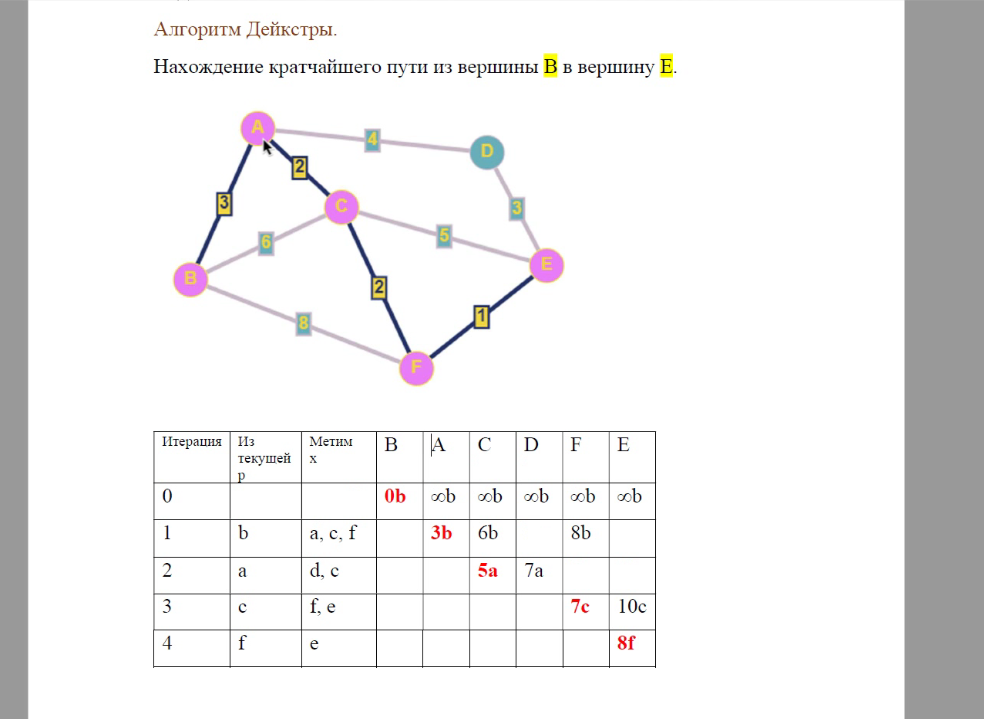 Алгоритм Дейкстры.
Нахождение кратчайшего пути из вершины B в вершину E.
A
4
D
2
3
C
3
6
5
B
E
2
8
1
F
Итерация Из текущей р Метим х B A C D F E
0 0b ∞b ∞b ∞b ∞b ∞b
1 b a, c, f 3b 6b 8b
2 a d, c 5a 7a
3 c f, e 7c 10c
4 f e 8f